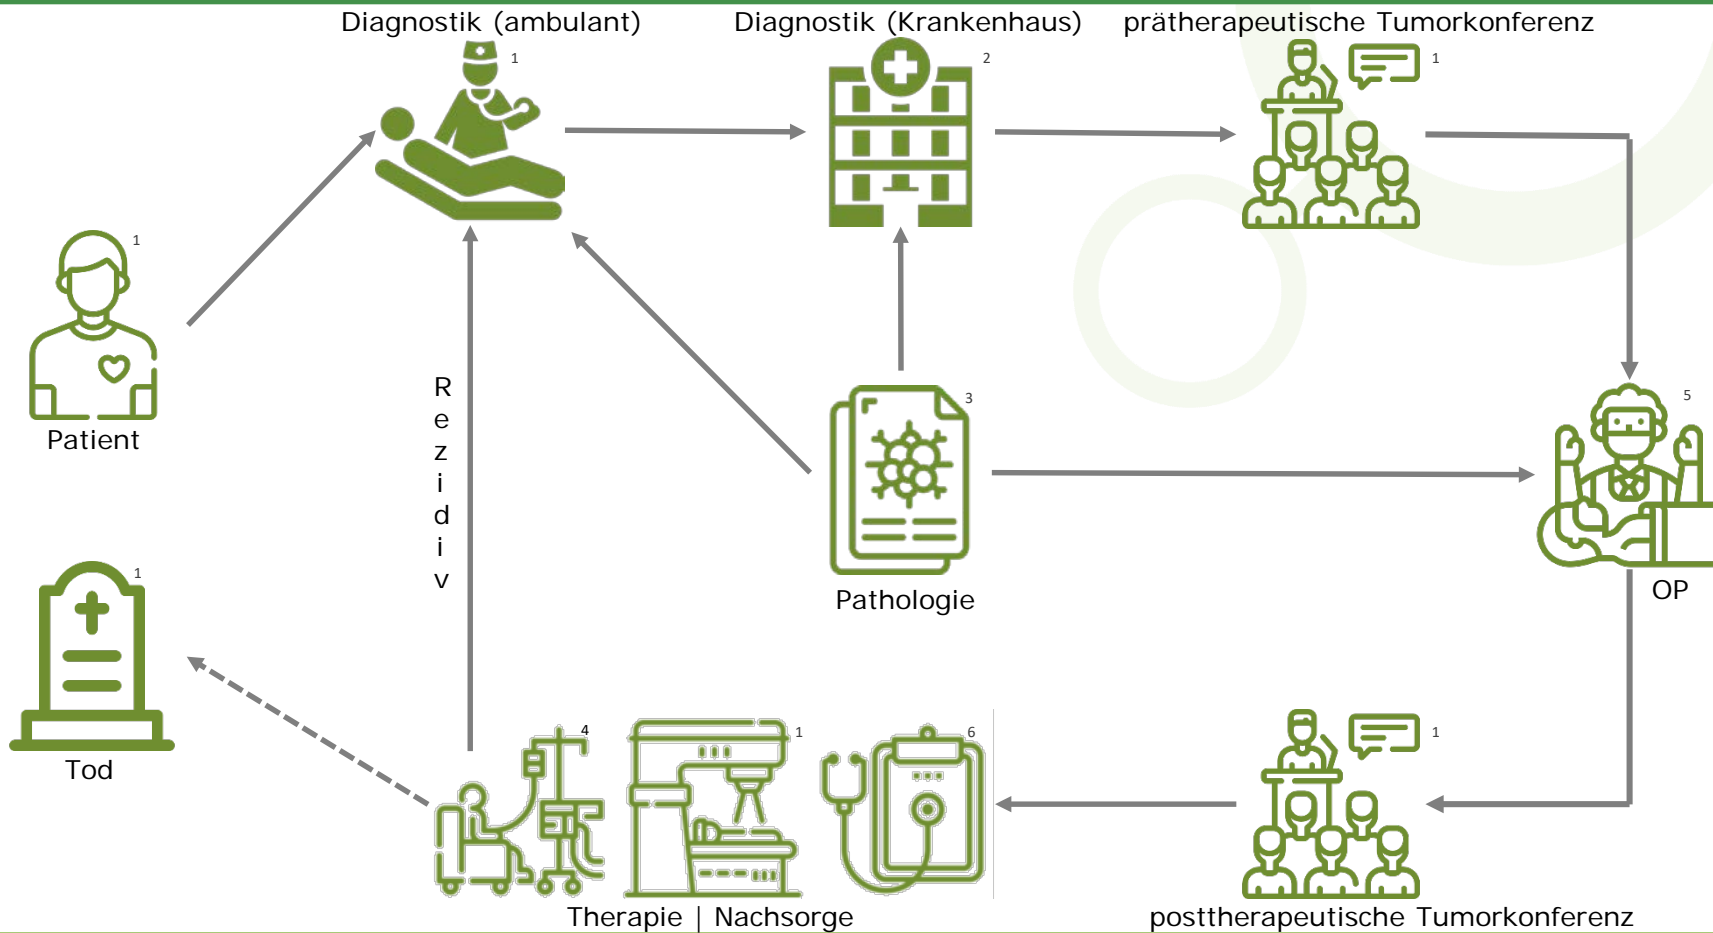 Diagnostik (ambulant)
Diagnostik (Krankenhaus)
prätherapeutische Tumorkonferenz
1
2
1
1
Patient
Rezidiv
3
Pathologie
5
OP
1
Tod
4
1
6
1
Therapie | Nachsorge
posttherapeutische Tumorkonferenz